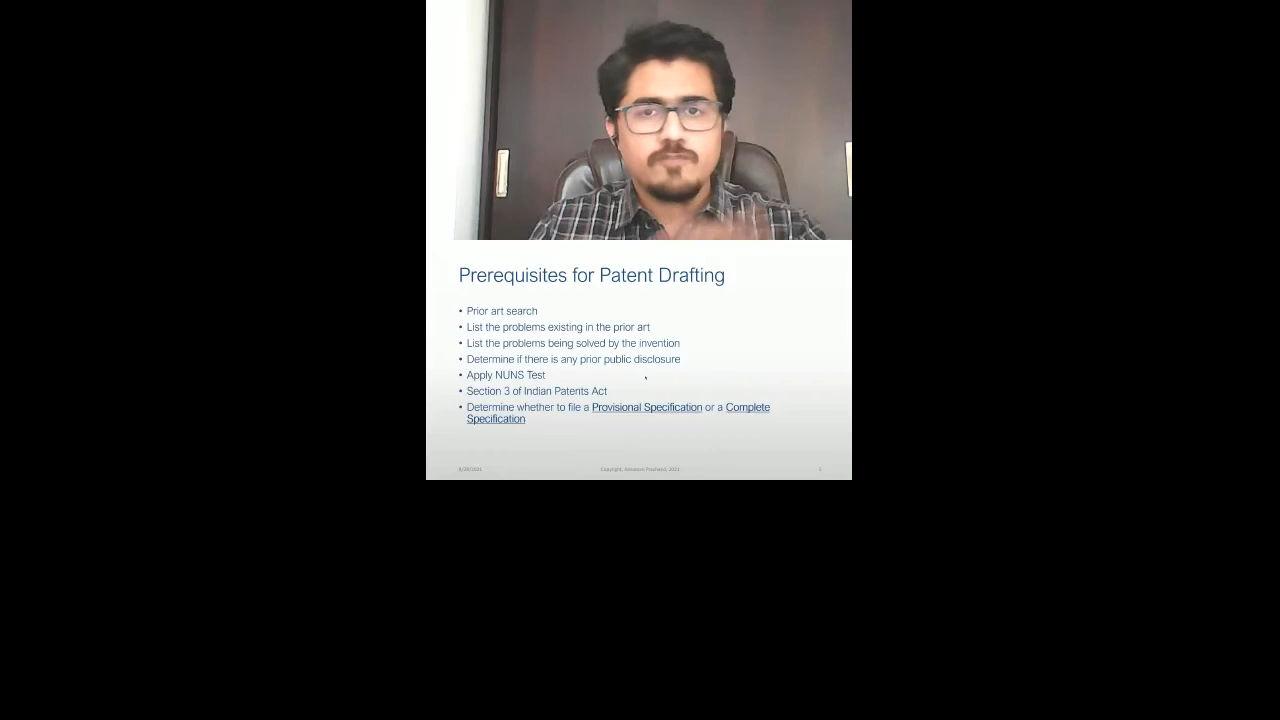 Prerequisites for Patent Drafting
• Prior art search
• List the problems existing in the prior art
• List the problems being solved by the invention
• Determine if there is any prior public disclosure
• Apply NUNS Test
• Section 3 of Indian Patents Act
• Determine whether to file a Provisional Specification or a Complete
Specification
Copyright, 2021